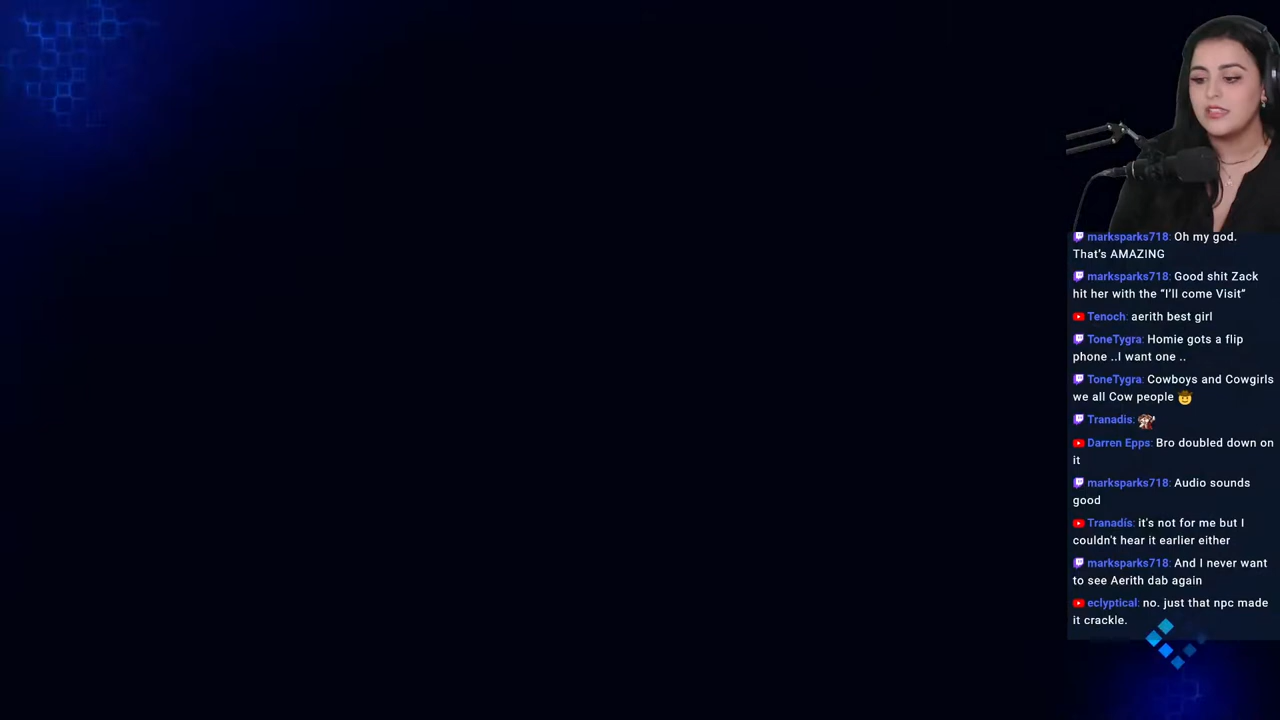 marksparks718: Oh my god.
That's AMAZING
marksparks718: Good shit Zack
hit her with the “I'll come Visit”
Tenoch: aerith best girl
ToneTygra: Homie gots a flip
phone ..I want one ..
ToneTygra: Cowboys and Cowgirls
we all Cow people 🤠
Tranadis:
Darren Epps: Bro doubled down on
it
marksparks718: Audio sounds
good
Tranadís: it's not for me but I
couldn't hear it earlier either
marksparks718: And I never want
to see Aerith dab again
eclyptical: no. just that npc made
it crackle.